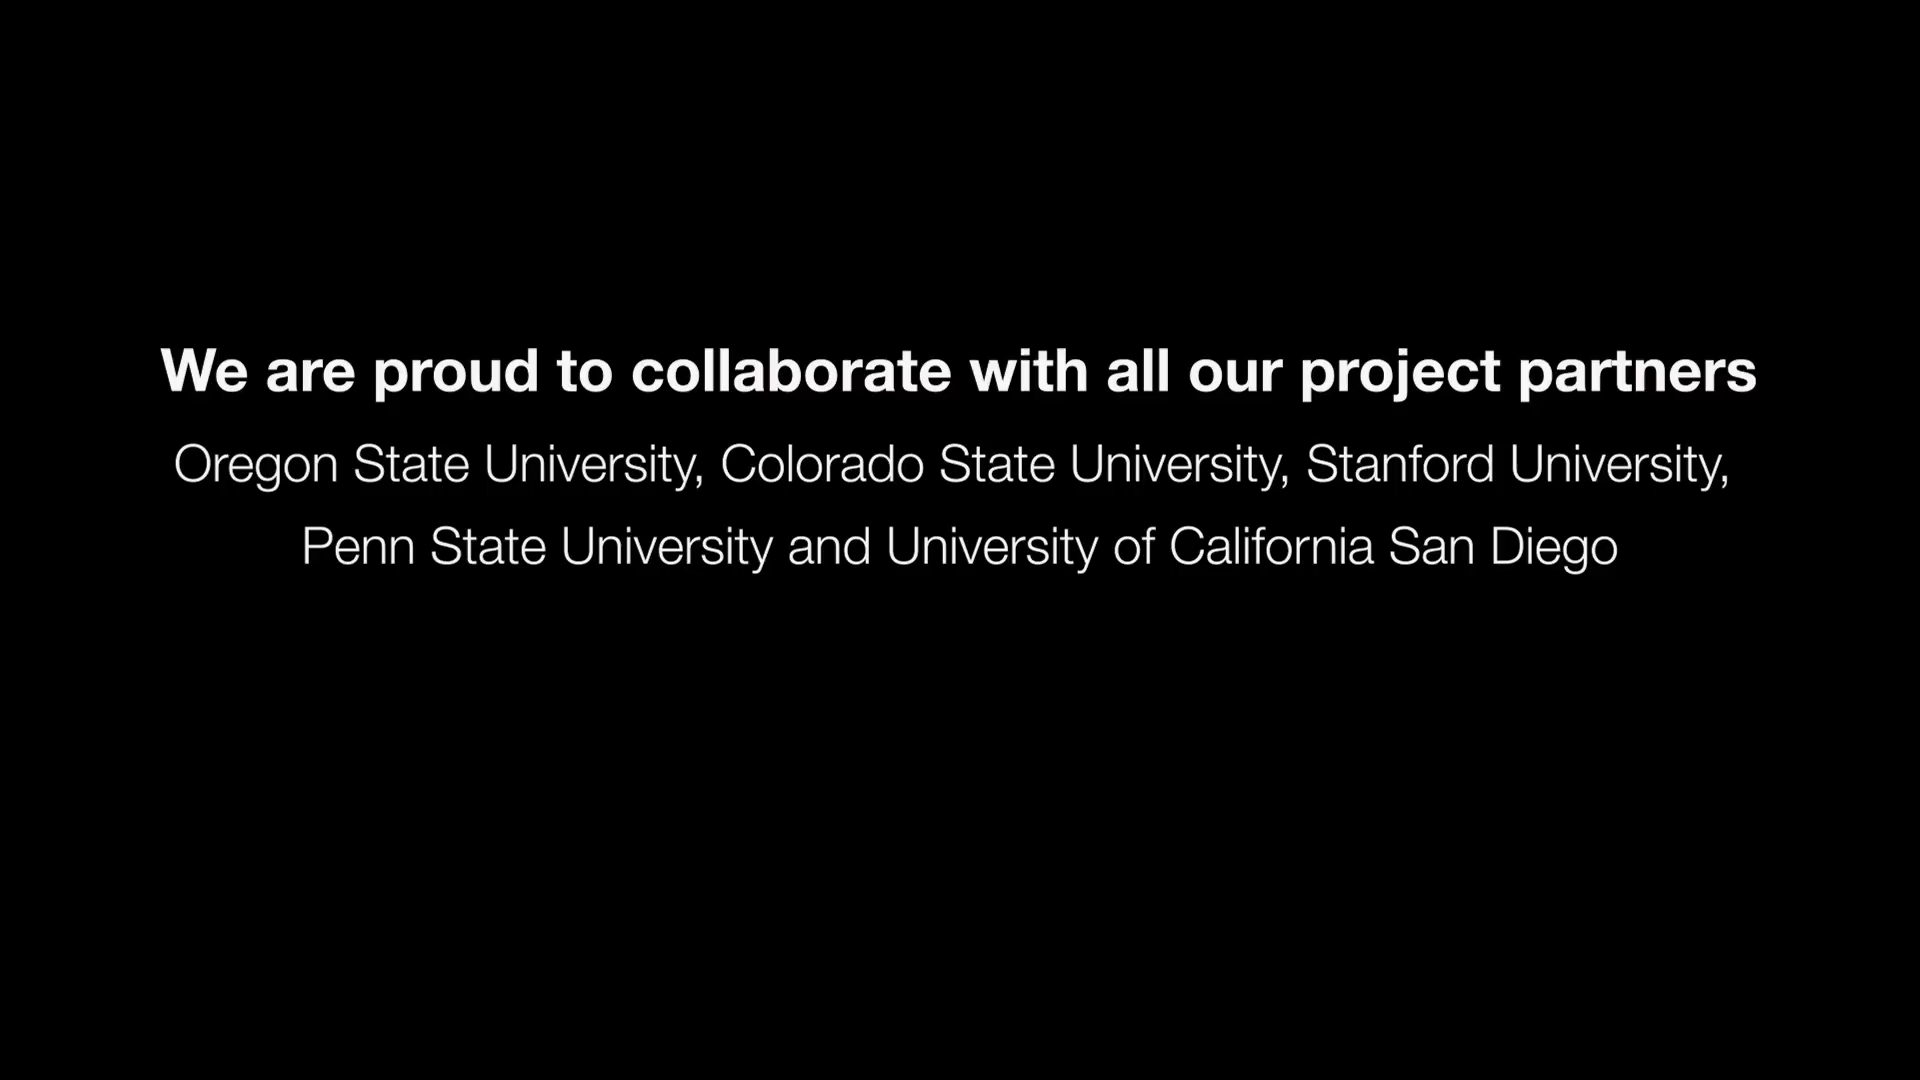 We are proud to collaborate with all our project partners
Oregon State University, Colorado State University, Stanford University,
Penn State University and University of California San Diego